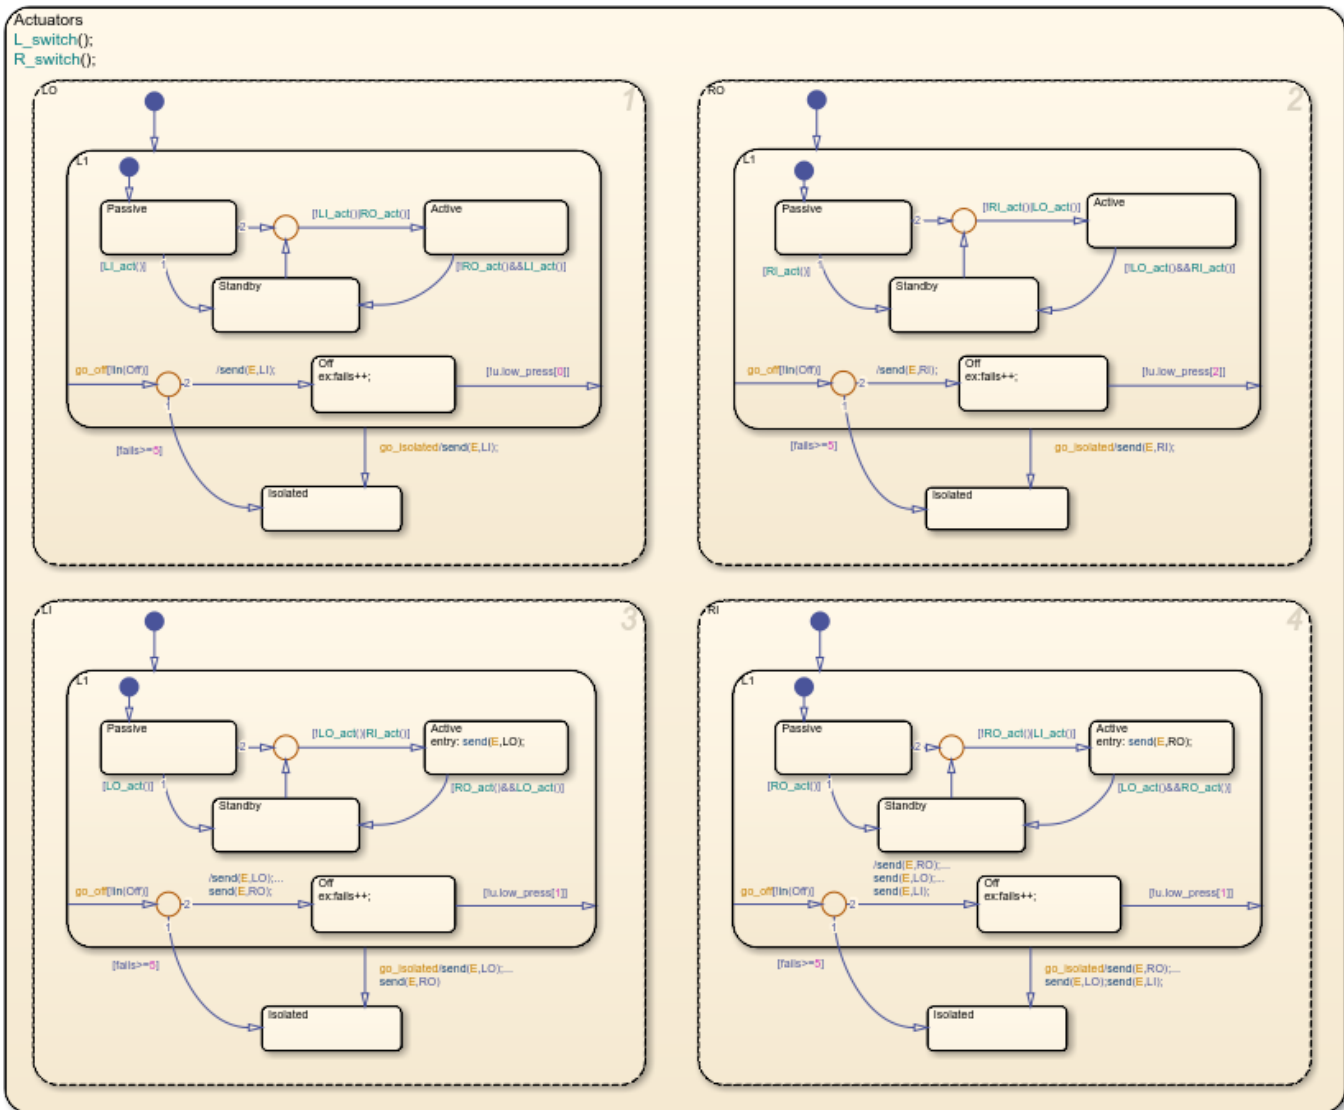 Actuators
L_switch();
R_switch();
LO
1
L1
Passive
2
[!LI_act()|RO_act()]
Active
[LI_act()]
1
[!RO_act()&&LI_act()]
Standby
go_off[!in(Off)]
2
/send(E,LI);
Off
ex:fails++;
[!u.low_press[0]]
1
[fails>=5]
go_isolated/send(E,LI);
Isolated
RO
2
L1
Passive
2
[!RI_act()|LO_act()]
Active
[RI_act()]
1
[!LO_act()&&RI_act()]
Standby
go_off[!in(Off)]
2
/send(E,RI);
Off
ex:fails++;
[!u.low_press[2]]
1
[fails>=5]
go_isolated/send(E,RI);
Isolated
LI
3
L1
Passive
2
[!LO_act()|RI_act()]
Active
entry: send(E,LO);
[LO_act()]
1
[RO_act()&&LO_act()]
Standby
go_off[!in(Off)]
2
/send(E,LO);...
send(E,RO);
Off
ex:fails++;
[!u.low_press[1]]
1
[fails>=5]
go_isolated/send(E,LO);...
send(E,RO)
Isolated
RI
4
L1
Passive
2
[!RO_act()|LI_act()]
Active
entry: send(E,RO);
[RO_act()]
1
[LO_act()&&RO_act()]
Standby
go_off[!in(Off)]
2
/send(E,RO);...
send(E,LO);...
send(E,LI);
Off
ex:fails++;
[!u.low_press[1]]
1
[fails>=5]
go_isolated/send(E,RO);...
send(E,LO);send(E,LI);
Isolated